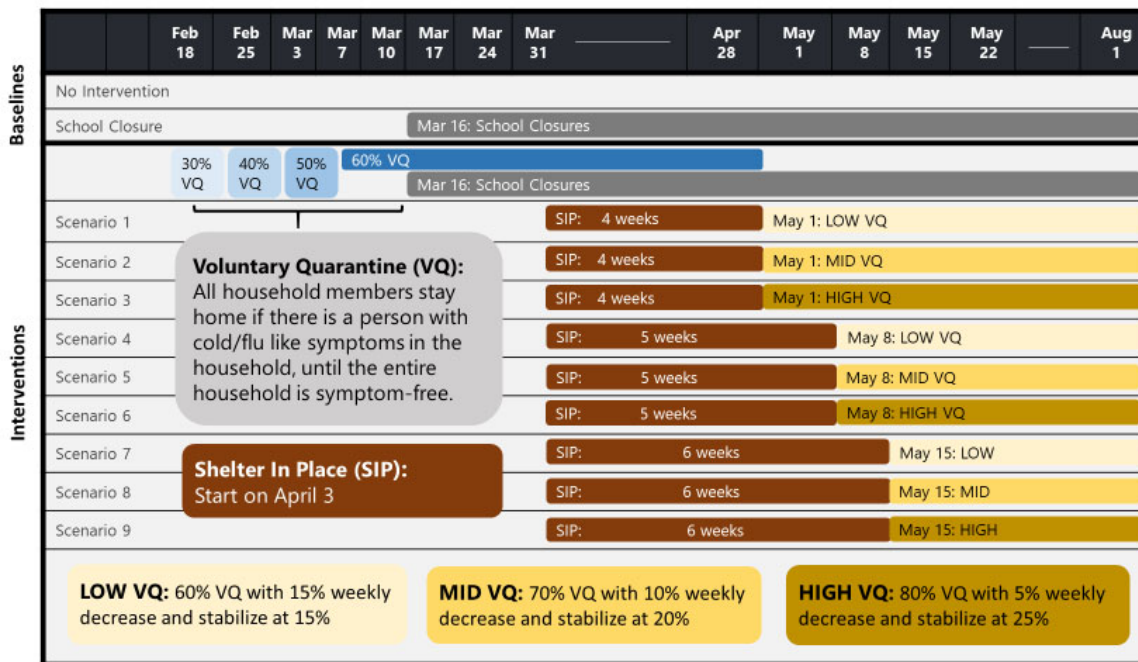 Feb 18
Feb 25
Mar 3
Mar 7
Mar 10
Mar 17
Mar 24
Mar 31
Apr 28
May 1
May 8
May 15
May 22
Aug 1
Baselines
No Intervention
School Closure
Mar 16: School Closures
30% VQ
40% VQ
50% VQ
60% VQ
Mar 16: School Closures
Interventions
Scenario 1
SIP: 4 weeks
May 1: LOW VQ
Scenario 2
SIP: 4 weeks
May 1: MID VQ
Scenario 3
SIP: 4 weeks
May 1: HIGH VQ
Scenario 4
SIP: 5 weeks
May 8: LOW VQ
Scenario 5
SIP: 5 weeks
May 8: MID VQ
Scenario 6
SIP: 5 weeks
May 8: HIGH VQ
Scenario 7
SIP: 6 weeks
May 15: LOW
Scenario 8
SIP: 6 weeks
May 15: MID
Scenario 9
SIP: 6 weeks
May 15: HIGH
Voluntary Quarantine (VQ):
All household members stay
home if there is a person with
cold/flu like symptoms in the
household, until the entire
household is symptom-free.
Shelter In Place (SIP):
Start on April 3
LOW VQ: 60% VQ with 15% weekly
decrease and stabilize at 15%
MID VQ: 70% VQ with 10% weekly
decrease and stabilize at 20%
HIGH VQ: 80% VQ with 5% weekly
decrease and stabilize at 25%